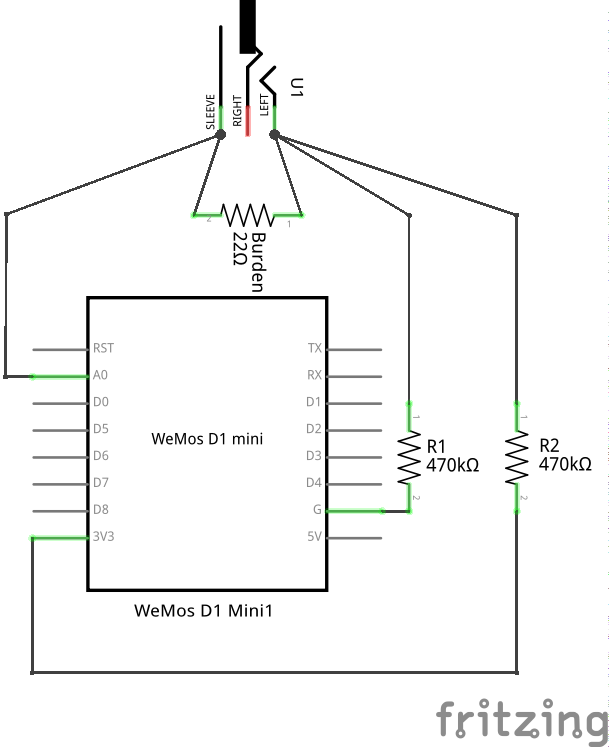 U1
SLEEVE
RIGHT
LEFT
2
1
Burden
22Ω
RST
A0
D0
D5
D6
D7
D8
3V3
WeMos D1 mini
TX
RX
D1
D2
D3
D4
G
5V
1
R1
470kΩ
2
1
R2
470kΩ
2
WeMos D1 Mini1
fritzing